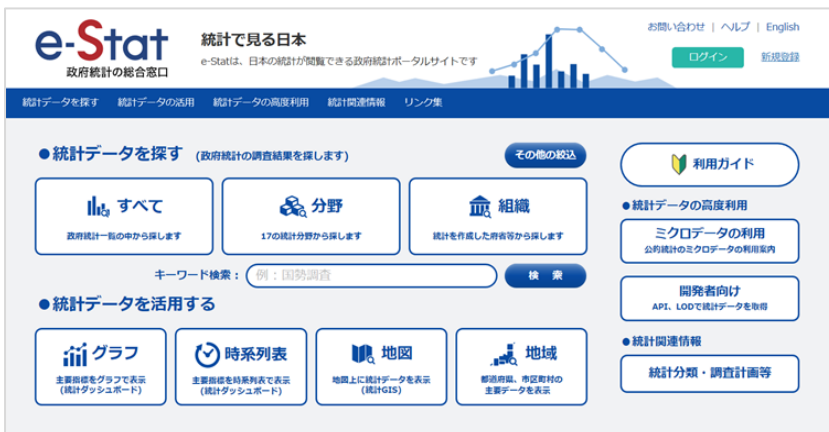 e-Stat
政府統計の総合窓口
統計で見る日本
e-Statは、日本の統計が閲覧できる政府統計ポータルサイトです
お問い合わせ | ヘルプ | English
ログイン
新規登録
統計データを探す 統計データの活用 統計データの高度利用 統計関連情報 リンク集
●統計データを探す (政府統計の調査結果を探します)
その他の絞込
すべて
政府統計一覧の中から探します
分野
17の統計分野から探します
組織
統計を作成した府省等から探します
キーワード検索：
例：国勢調査
検 索
●統計データを活用する
グラフ
主要指標をグラフで表示
(統計ダッシュボード)
時系列表
主要指標を時系列表で表示
(統計ダッシュボード)
地図
地図上に統計データを表示
(統計GIS)
地域
都道府県、市区町村の
主要データを表示
利用ガイド
●統計データの高度利用
ミクロデータの利用
公的統計のミクロデータの利用案内
開発者向け
API、LODで統計データを取得
●統計関連情報
統計分類・調査計画等